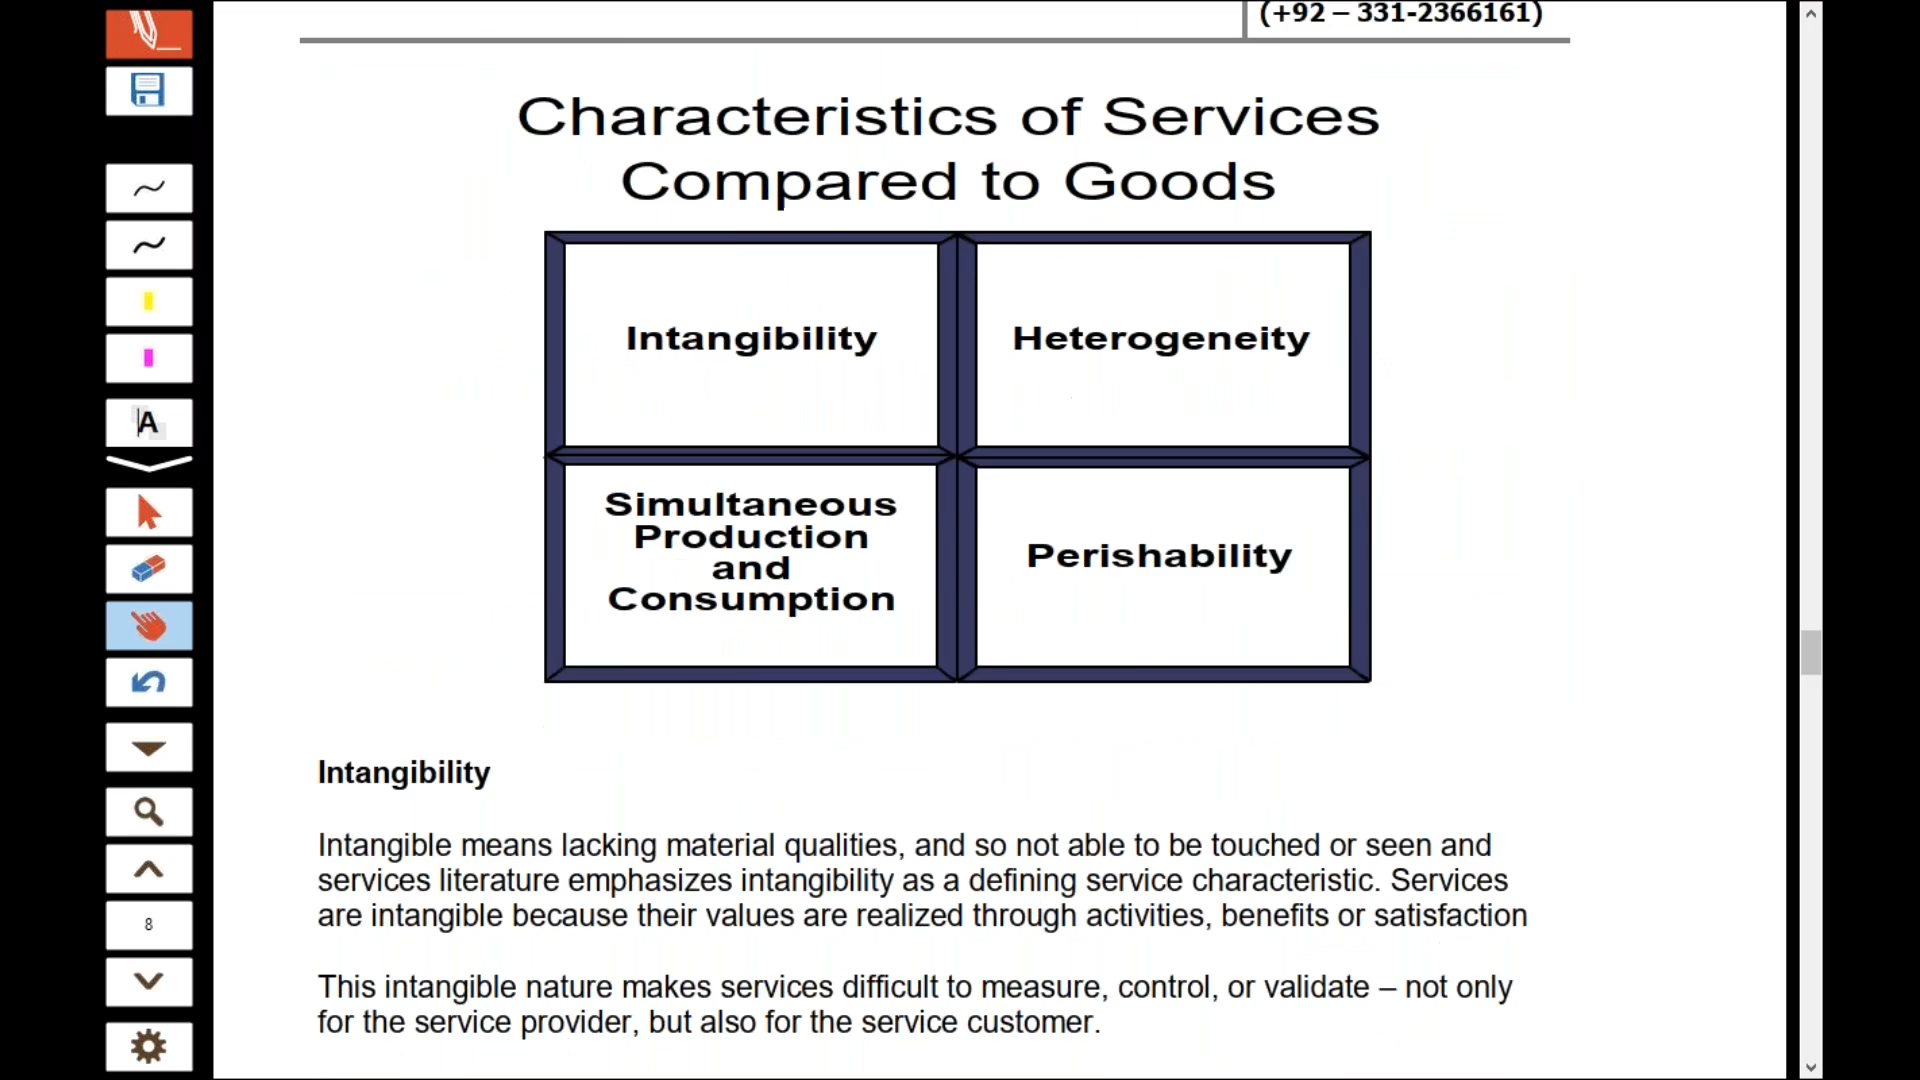 (+92 – 331-2366161)
Characteristics of Services
Compared to Goods
Intangibility
Heterogeneity
Simultaneous
Production
and
Consumption
Perishability
A
Intangibility
Intangible means lacking material qualities, and so not able to be touched or seen and
services literature emphasizes intangibility as a defining service characteristic. Services
are intangible because their values are realized through activities, benefits or satisfaction
8
This intangible nature makes services difficult to measure, control, or validate – not only
for the service provider, but also for the service customer.